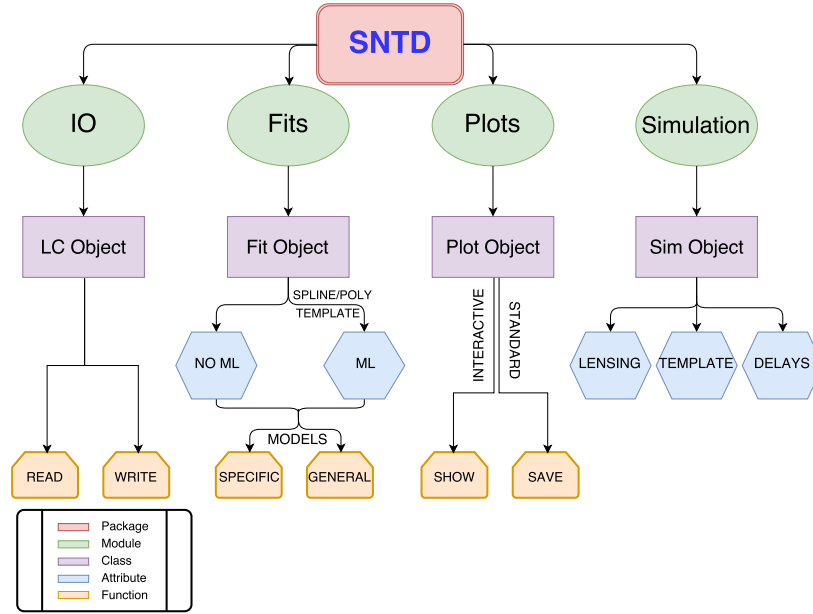 SNTD
IO
Fits
Plots
Simulation
LC Object
Fit Object
Plot Object
Sim Object
SPLINE/POLY
TEMPLATE
INTERACTIVE
STANDARD
NO ML
ML
LENSING
TEMPLATE
DELAYS
MODELS
READ
WRITE
SPECIFIC
GENERAL
SHOW
SAVE
Package
Module
Class
Attribute
Function